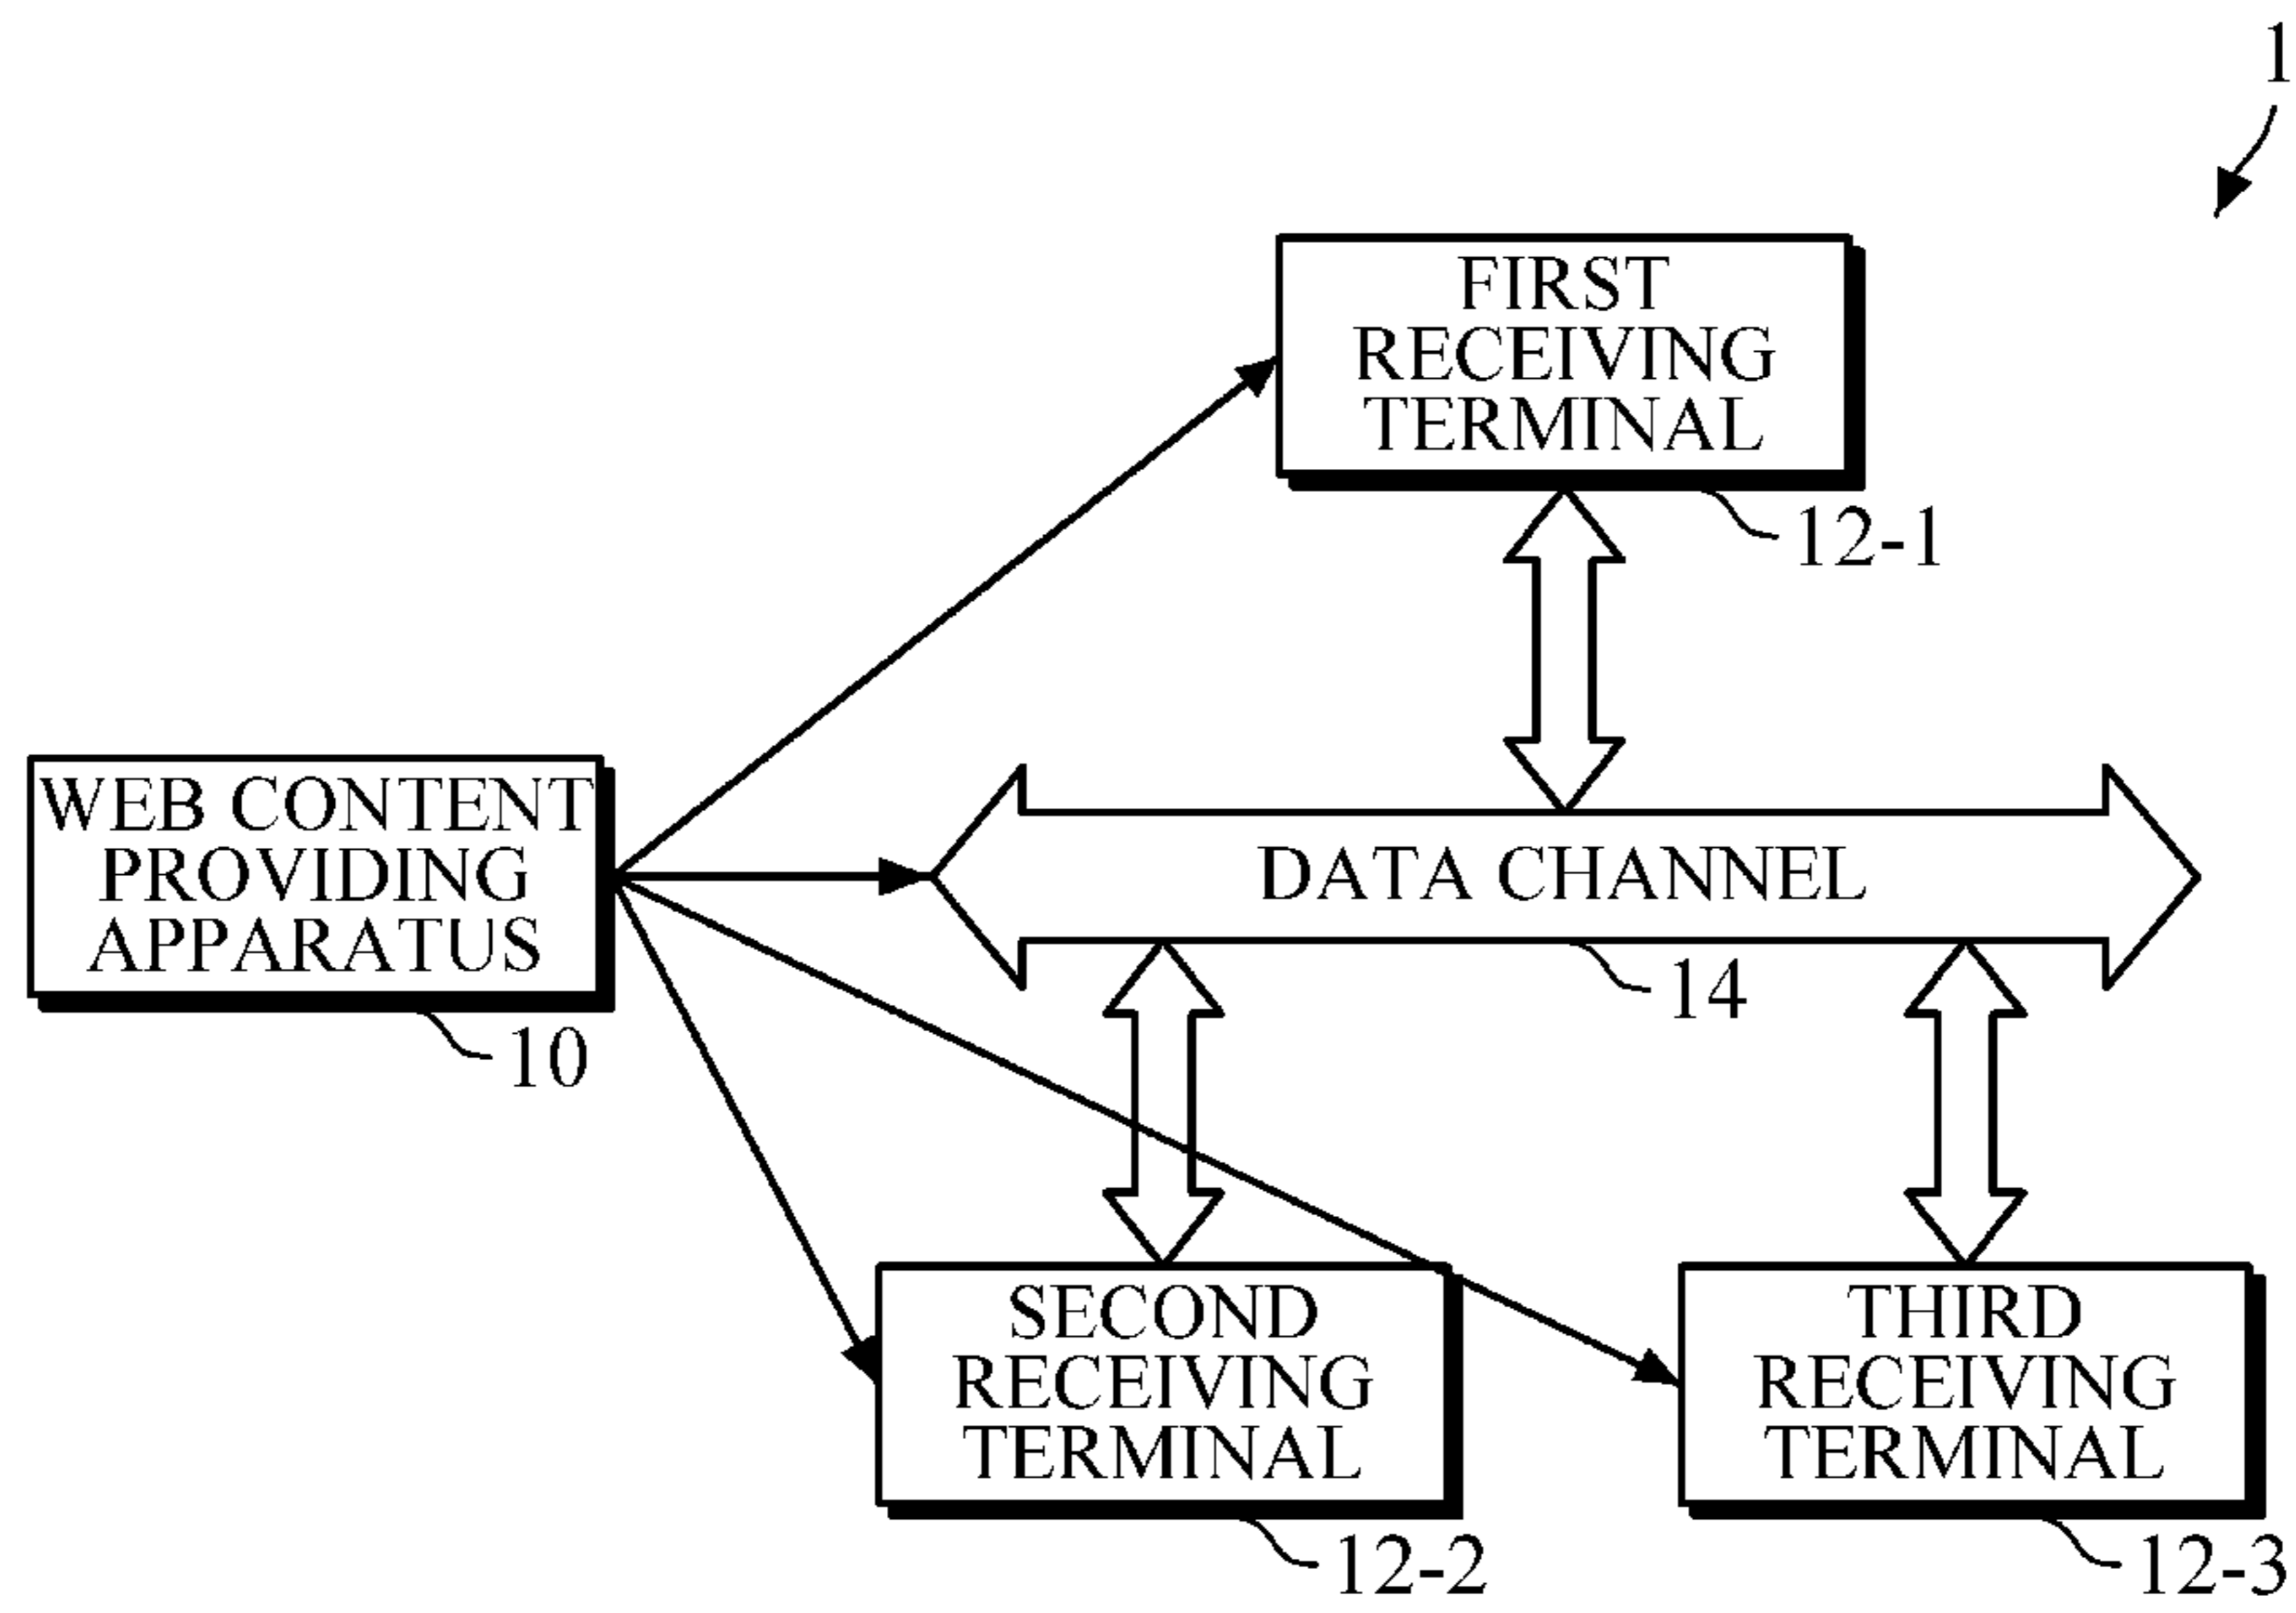 1
FIRST
RECEIVING
TERMINAL
12-1
WEB CONTENT
PROVIDING
APPARATUS
10
DATA CHANNEL
14
SECOND
RECEIVING
TERMINAL
12-2
THIRD
RECEIVING
TERMINAL
12-3